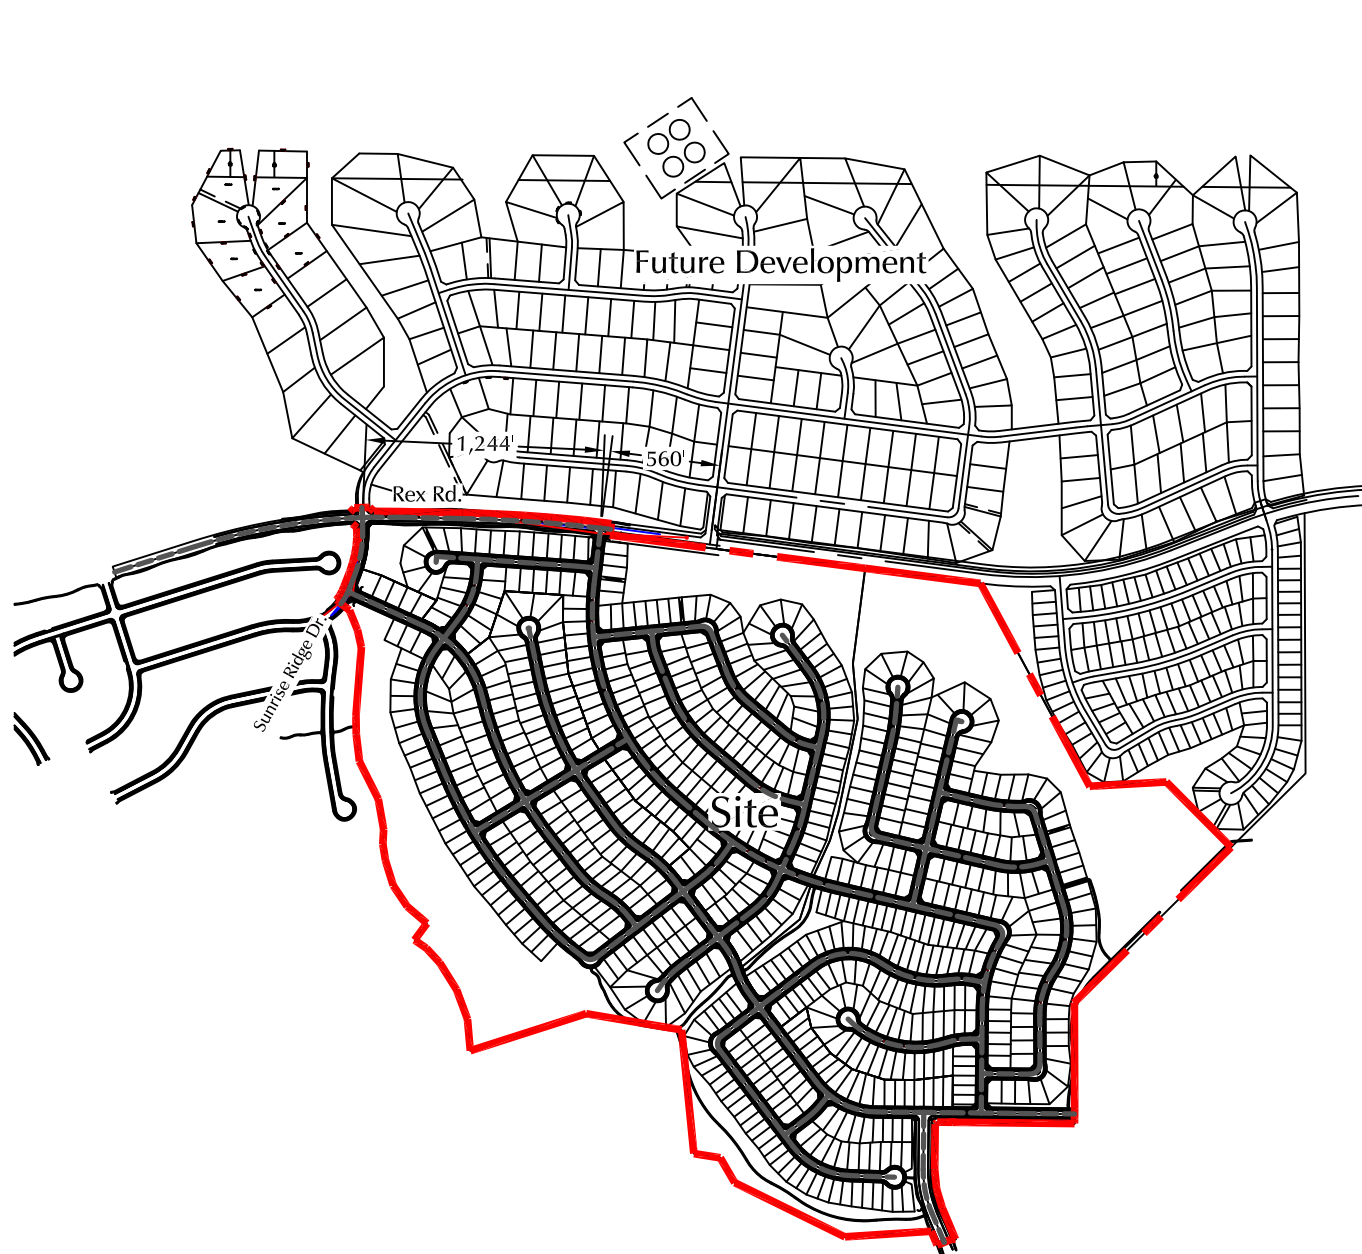 Future Development
1,244'
560'
Rex Rd.
Sunrise Ridge Dr.
Site